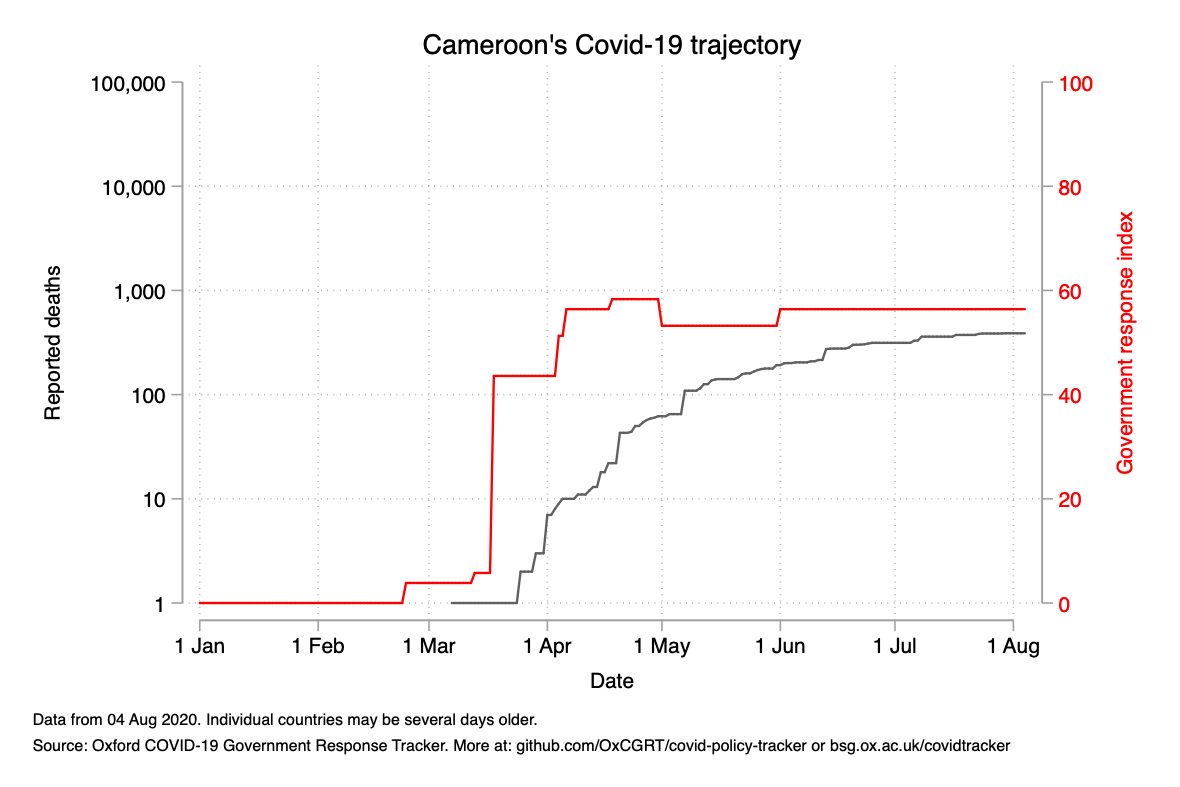 Cameroon's Covid-19 trajectory
100,000
10,000
1,000
100
10
1
Reported deaths
100
80
60
40
20
0
Government response index
1 Jan 1 Feb 1 Mar 1 Apr 1 May 1 Jun 1 Jul 1 Aug
Date
Data from 04 Aug 2020. Individual countries may be several days older.
Source: Oxford COVID-19 Government Response Tracker. More at: github.com/OxCGRT/covid-policy-tracker or bsg.ox.ac.uk/covidtracker